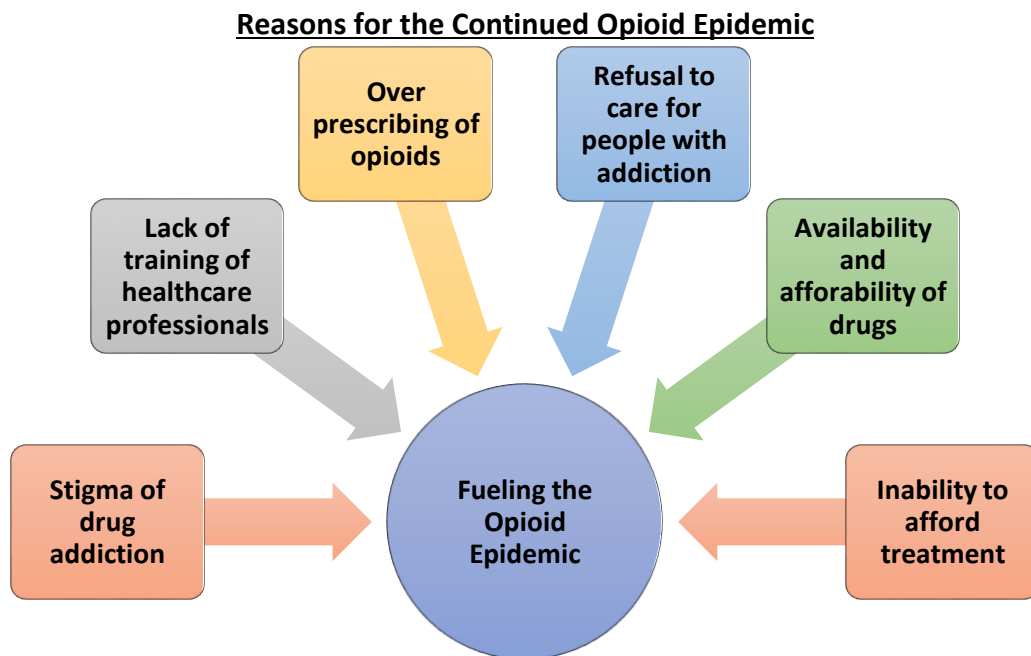 Reasons for the Continued Opioid Epidemic
Over
prescribing of
opioids
Refusal to
care for
people with
addiction
Lack of
training of
healthcare
professionals
Availability
and
afforability of
drugs
Stigma of
drug
addiction
Fueling the
Opioid
Epidemic
Inability to
afford
treatment